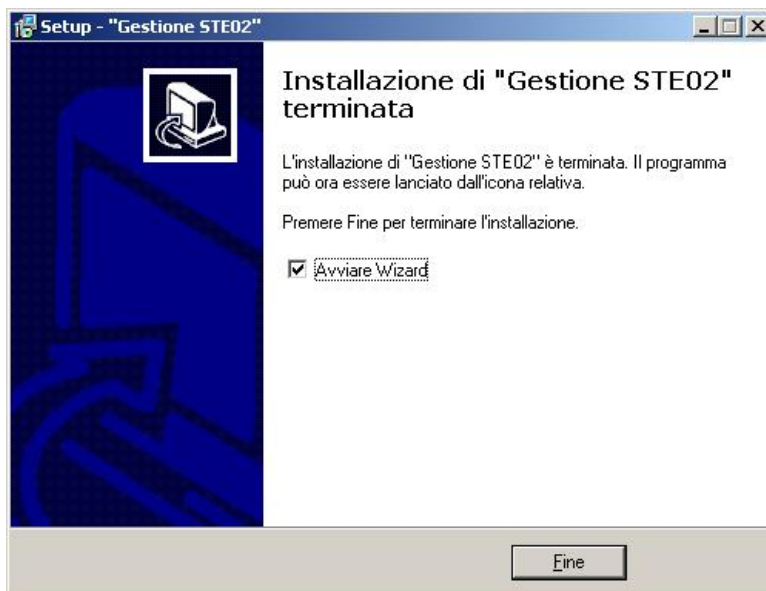 Setup - "Gestione STE02"
Installazione di "Gestione STE02"
terminata
L'installazione di "Gestione STE02" è terminata. Il programma
può ora essere lanciato dall'icona relativa.
Premere Fine per terminare l'installazione.
Avviare Wizard
Fine